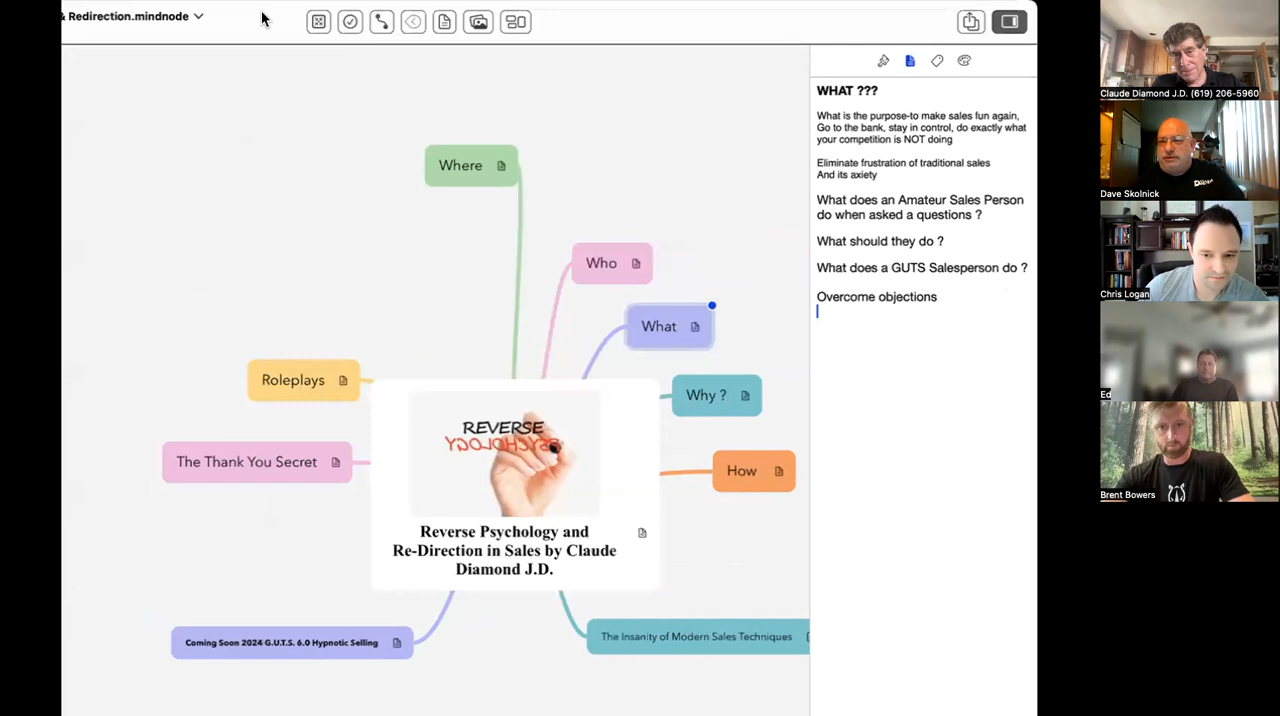 & Redirection.mindnode
Where
Who
What
Why ?
How
Roleplays
The Thank You Secret
REVERSE
PSYCHOLOGY
Reverse Psychology and
Re-Direction in Sales by Claude
Diamond J.D.
Coming Soon 2024 G.U.T.S. 6.0 Hypnotic Selling
The Insanity of Modern Sales Techniques
WHAT ???
What is the purpose-to make sales fun again,
Go to the bank, stay in control, do exactly what
your competition is NOT doing
Eliminate frustration of traditional sales
And its axiety
What does an Amateur Sales Person
do when asked a questions ?
What should they do ?
What does a GUTS Salesperson do ?
Overcome objections
Claude Diamond J.D. (619) 206-5960
Dave Skolnick
Chris Logan
Ed
Brent Bowers